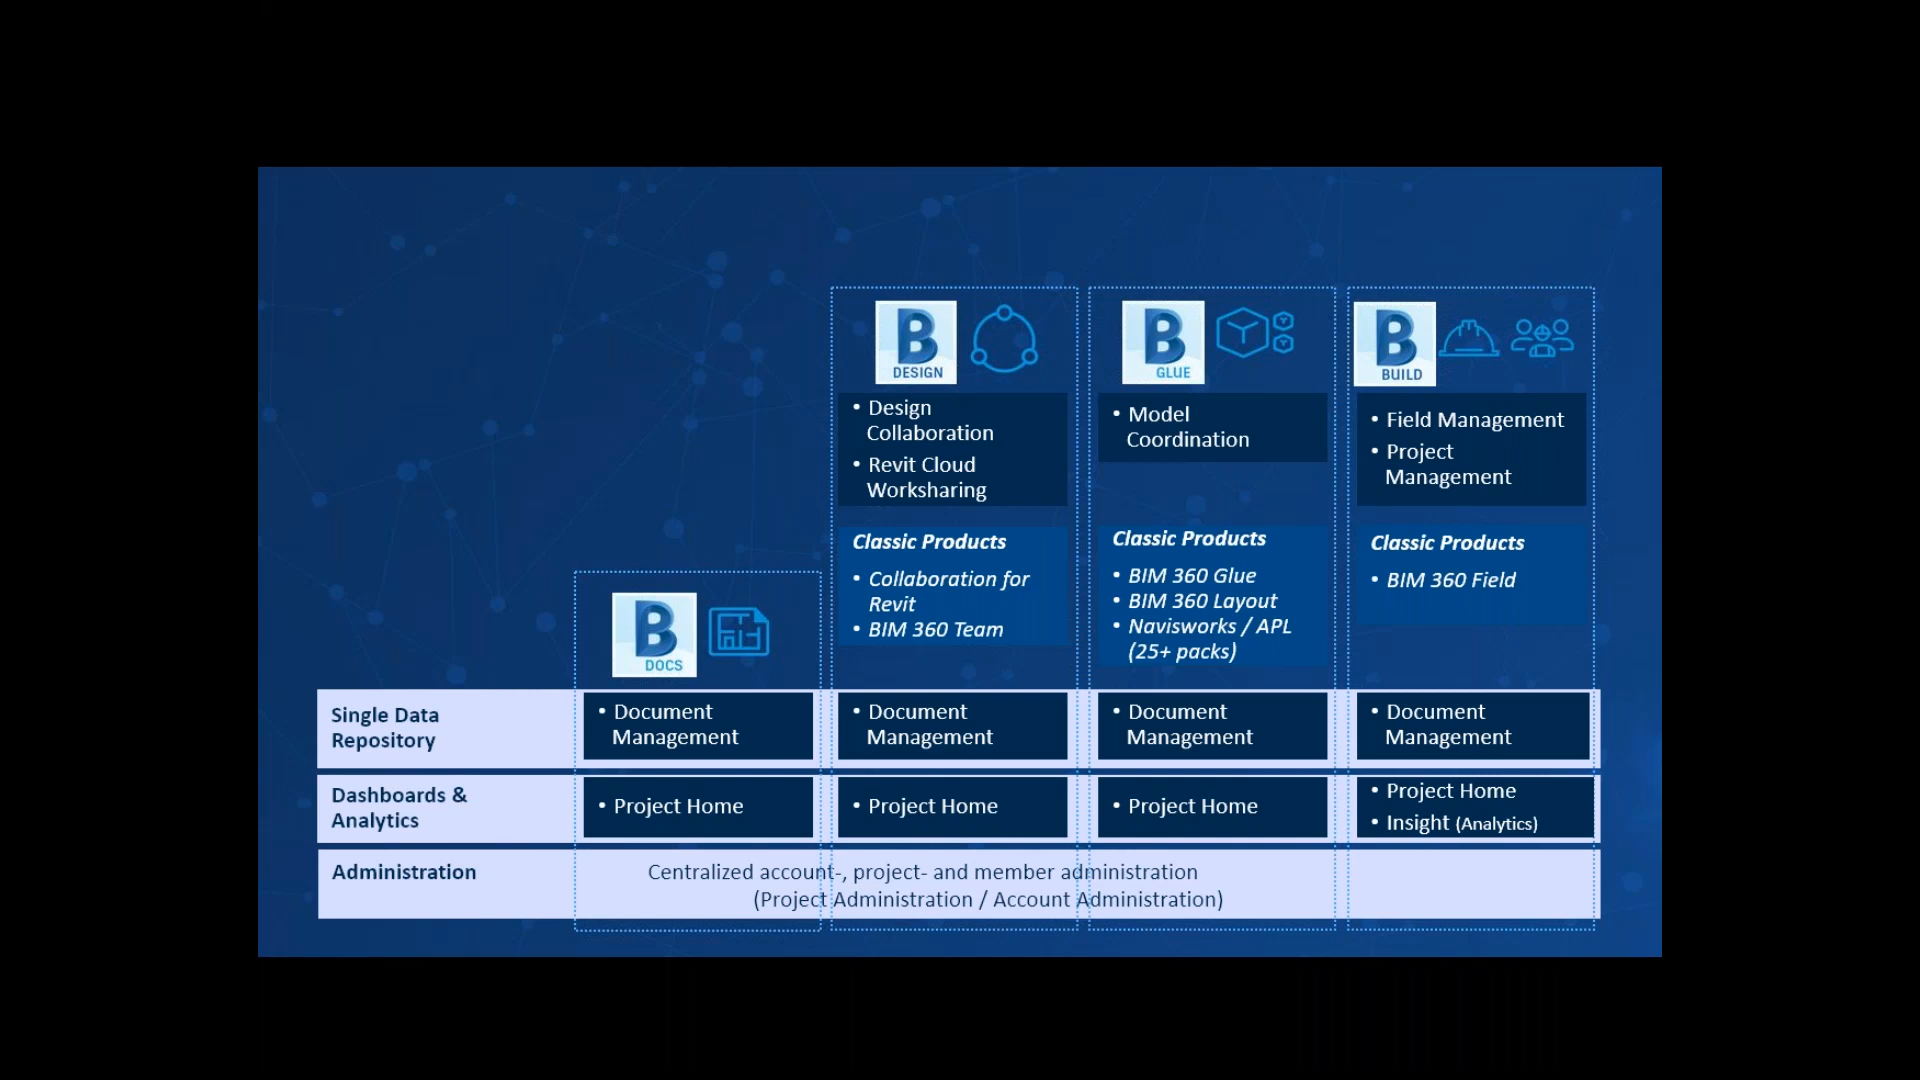 DESIGN
• Design
Collaboration
• Revit Cloud
Worksharing
Classic Products
• Collaboration for
Revit
• BIM 360 Team
GLUE
• Model
Coordination
Classic Products
• BIM 360 Glue
• BIM 360 Layout
• Navisworks / APL
(25+ packs)
BUILD
• Field Management
• Project
Management
Classic Products
• BIM 360 Field
DOCS
Single Data
Repository
• Document
Management
• Document
Management
• Document
Management
• Document
Management
Dashboards &
Analytics
• Project Home
• Project Home
• Project Home
• Project Home
• Insight (Analytics)
Administration
Centralized account-, project- and member administration
(Project Administration / Account Administration)